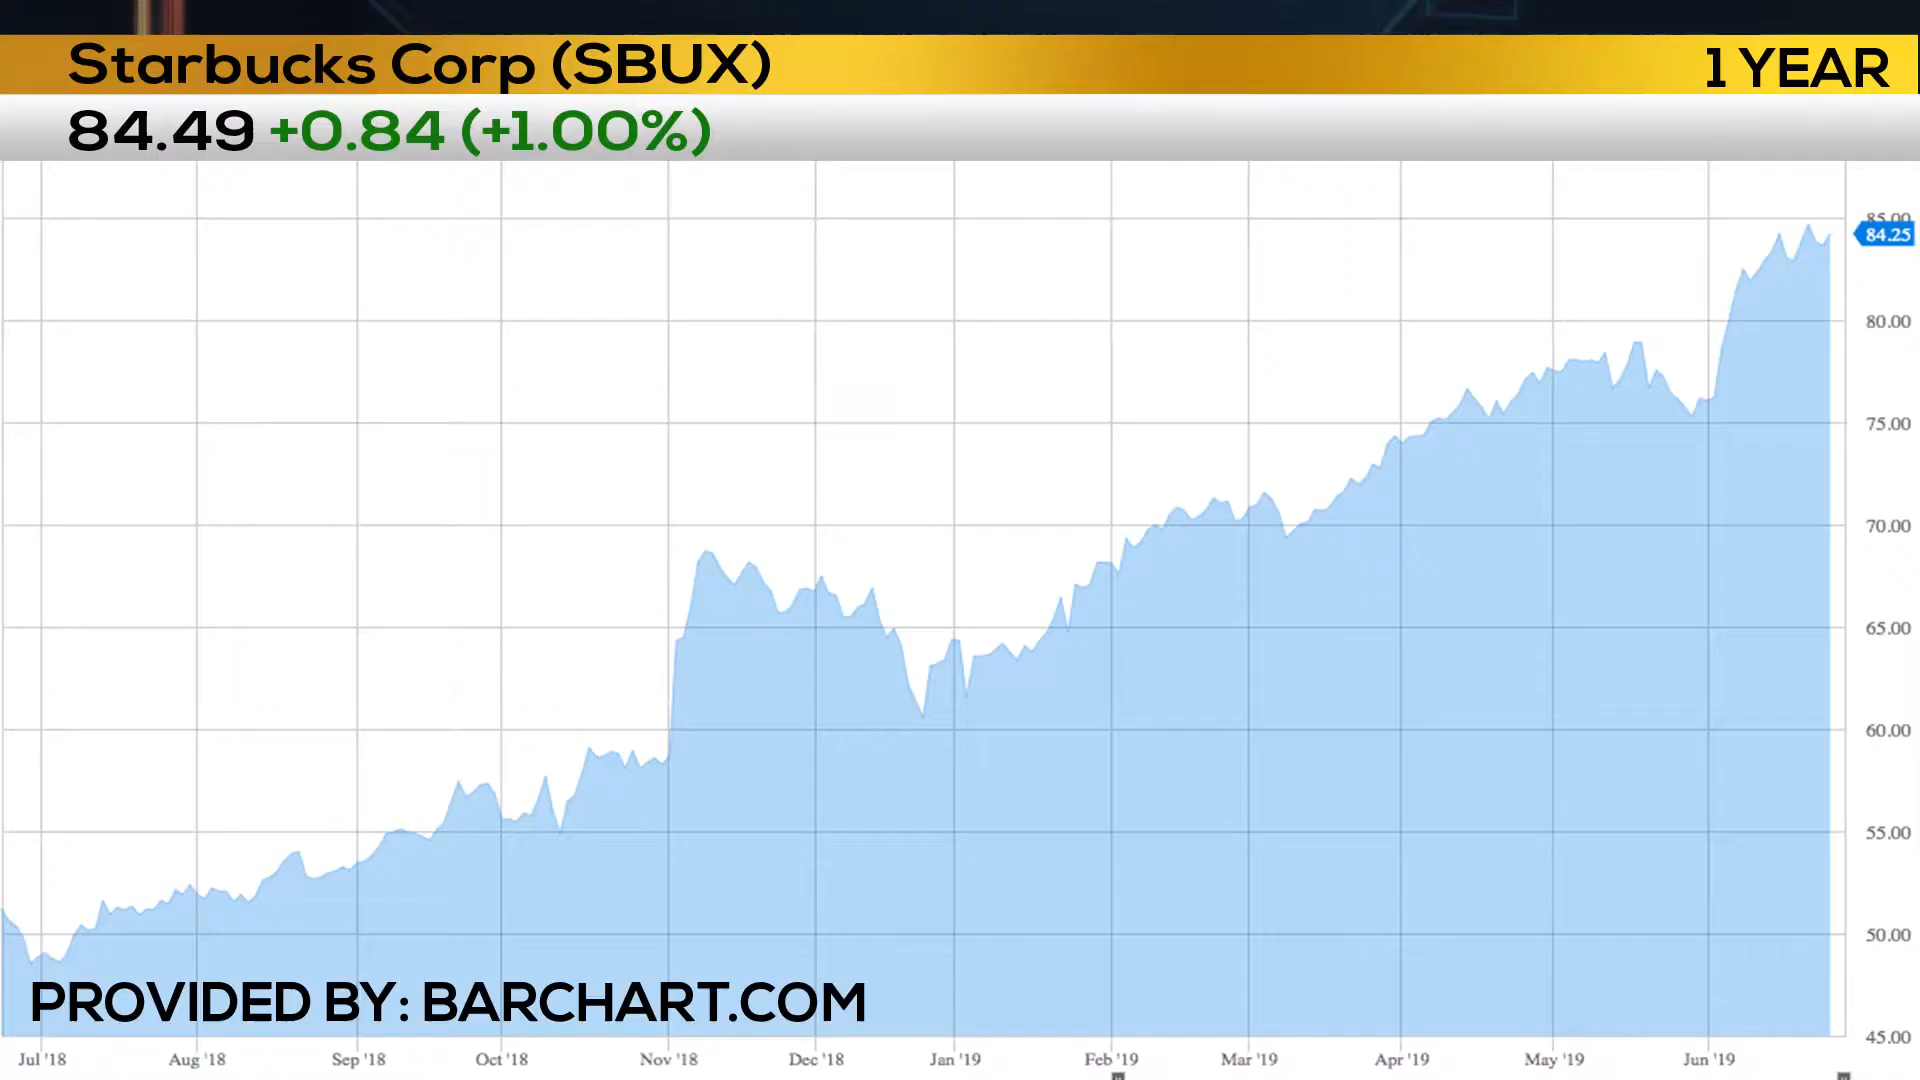 Starbucks Corp (SBUX)
1 YEAR
84.49 +0.84 (+1.00%)
85.00
84.25
80.00
75.00
70.00
65.00
60.00
55.00
50.00
45.00
PROVIDED BY: BARCHART.COM
Jul '18 Aug '18 Sep '18 Oct '18 Nov '18 Dec '18 Jan '19 Feb '19 Mar '19 Apr '19 May '19 Jun '19